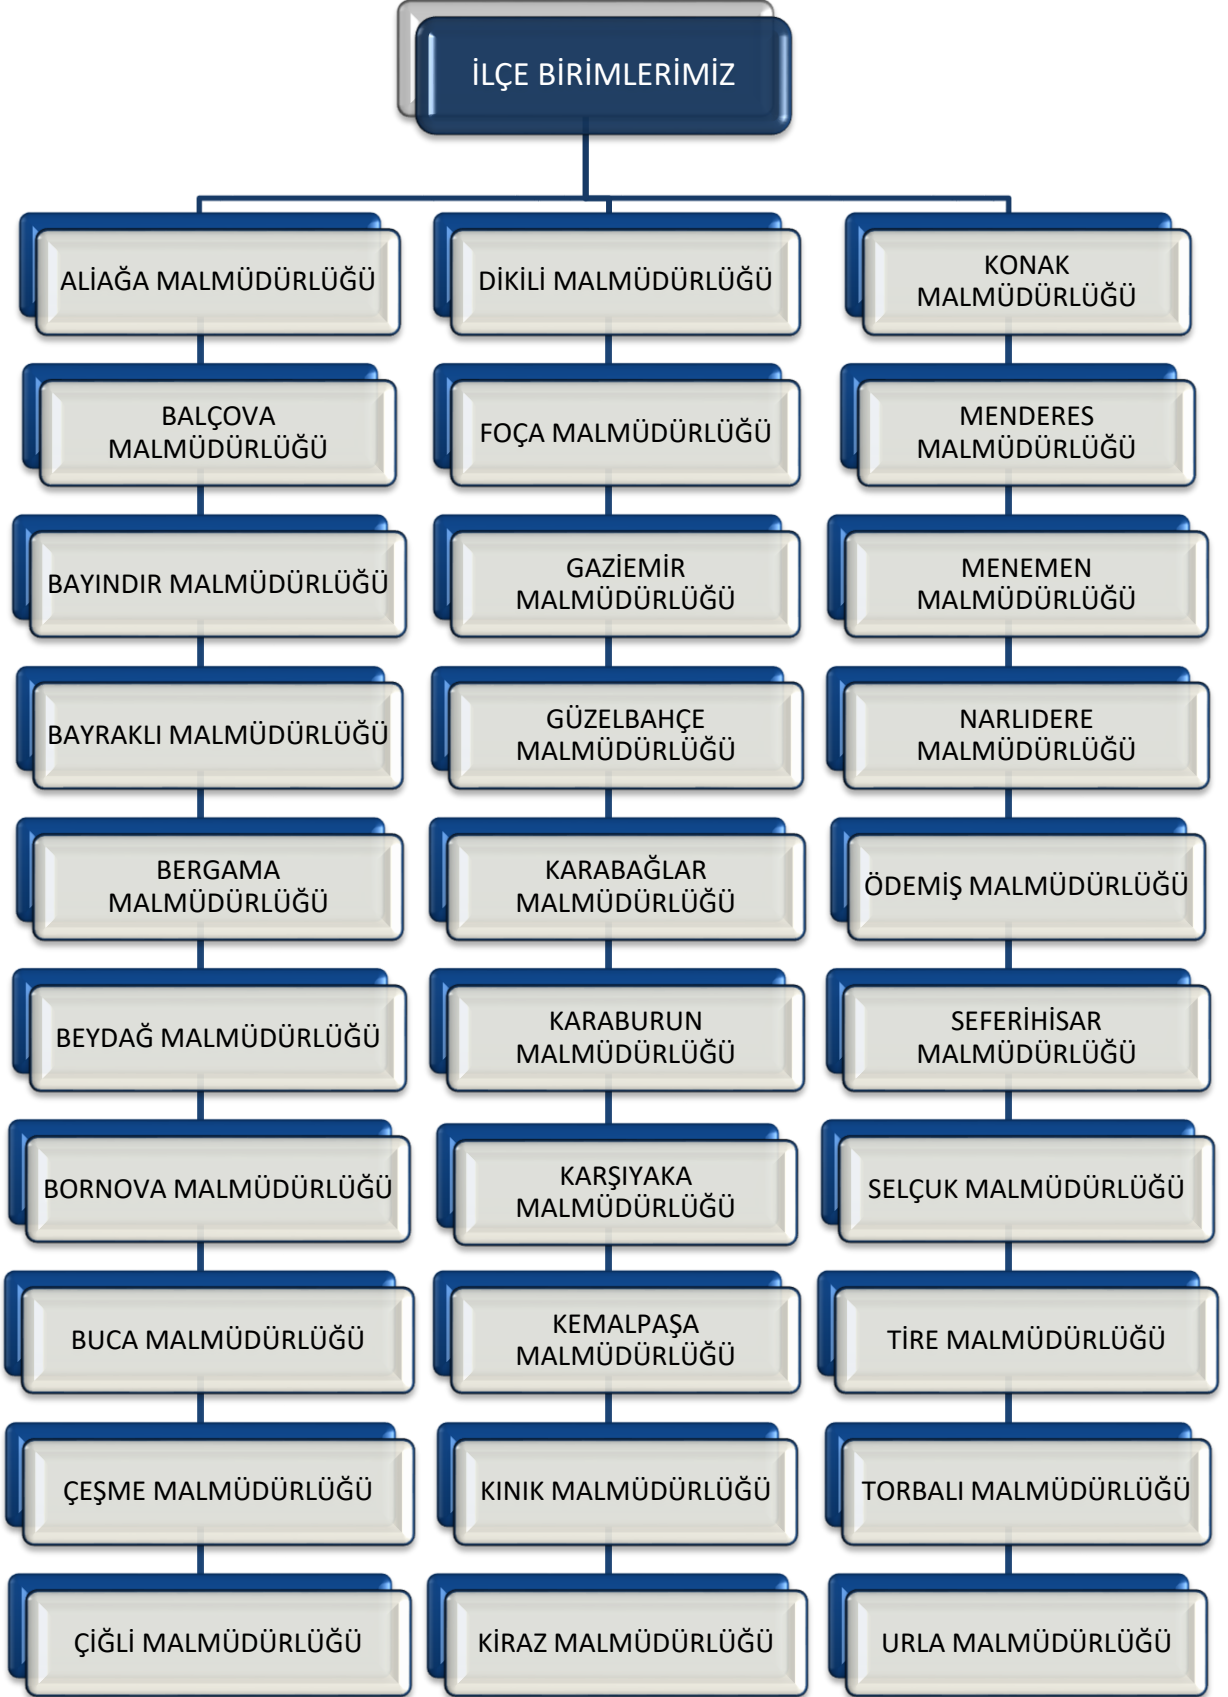 İLÇE BİRİMLERİMİZ
ALİAĞA MALMÜDÜRLÜĞÜ
BALÇOVA
MALMÜDÜRLÜĞÜ
BAYINDIR MALMÜDÜRLÜĞÜ
BAYRAKLI MALMÜDÜRLÜĞÜ
BERGAMA
MALMÜDÜRLÜĞÜ
BEYDAĞ MALMÜDÜRLÜĞÜ
BORNOVA MALMÜDÜRLÜĞÜ
BUCA MALMÜDÜRLÜĞÜ
ÇEŞME MALMÜDÜRLÜĞÜ
ÇİĞLİ MALMÜDÜRLÜĞÜ
DİKİLİ MALMÜDÜRLÜĞÜ
FOÇA MALMÜDÜRLÜĞÜ
GAZİEMİR
MALMÜDÜRLÜĞÜ
GÜZELBAHÇE
MALMÜDÜRLÜĞÜ
KARABAĞLAR
MALMÜDÜRLÜĞÜ
KARABURUN
MALMÜDÜRLÜĞÜ
KARŞIYAKA
MALMÜDÜRLÜĞÜ
KEMALPAŞA
MALMÜDÜRLÜĞÜ
KINIK MALMÜDÜRLÜĞÜ
KİRAZ MALMÜDÜRLÜĞÜ
KONAK
MALMÜDÜRLÜĞÜ
MENDERES
MALMÜDÜRLÜĞÜ
MENEMEN
MALMÜDÜRLÜĞÜ
NARLIDERE
MALMÜDÜRLÜĞÜ
ÖDEMİŞ MALMÜDÜRLÜĞÜ
SEFERİHİSAR
MALMÜDÜRLÜĞÜ
SELÇUK MALMÜDÜRLÜĞÜ
TİRE MALMÜDÜRLÜĞÜ
TORBALI MALMÜDÜRLÜĞÜ
URLA MALMÜDÜRLÜĞÜ